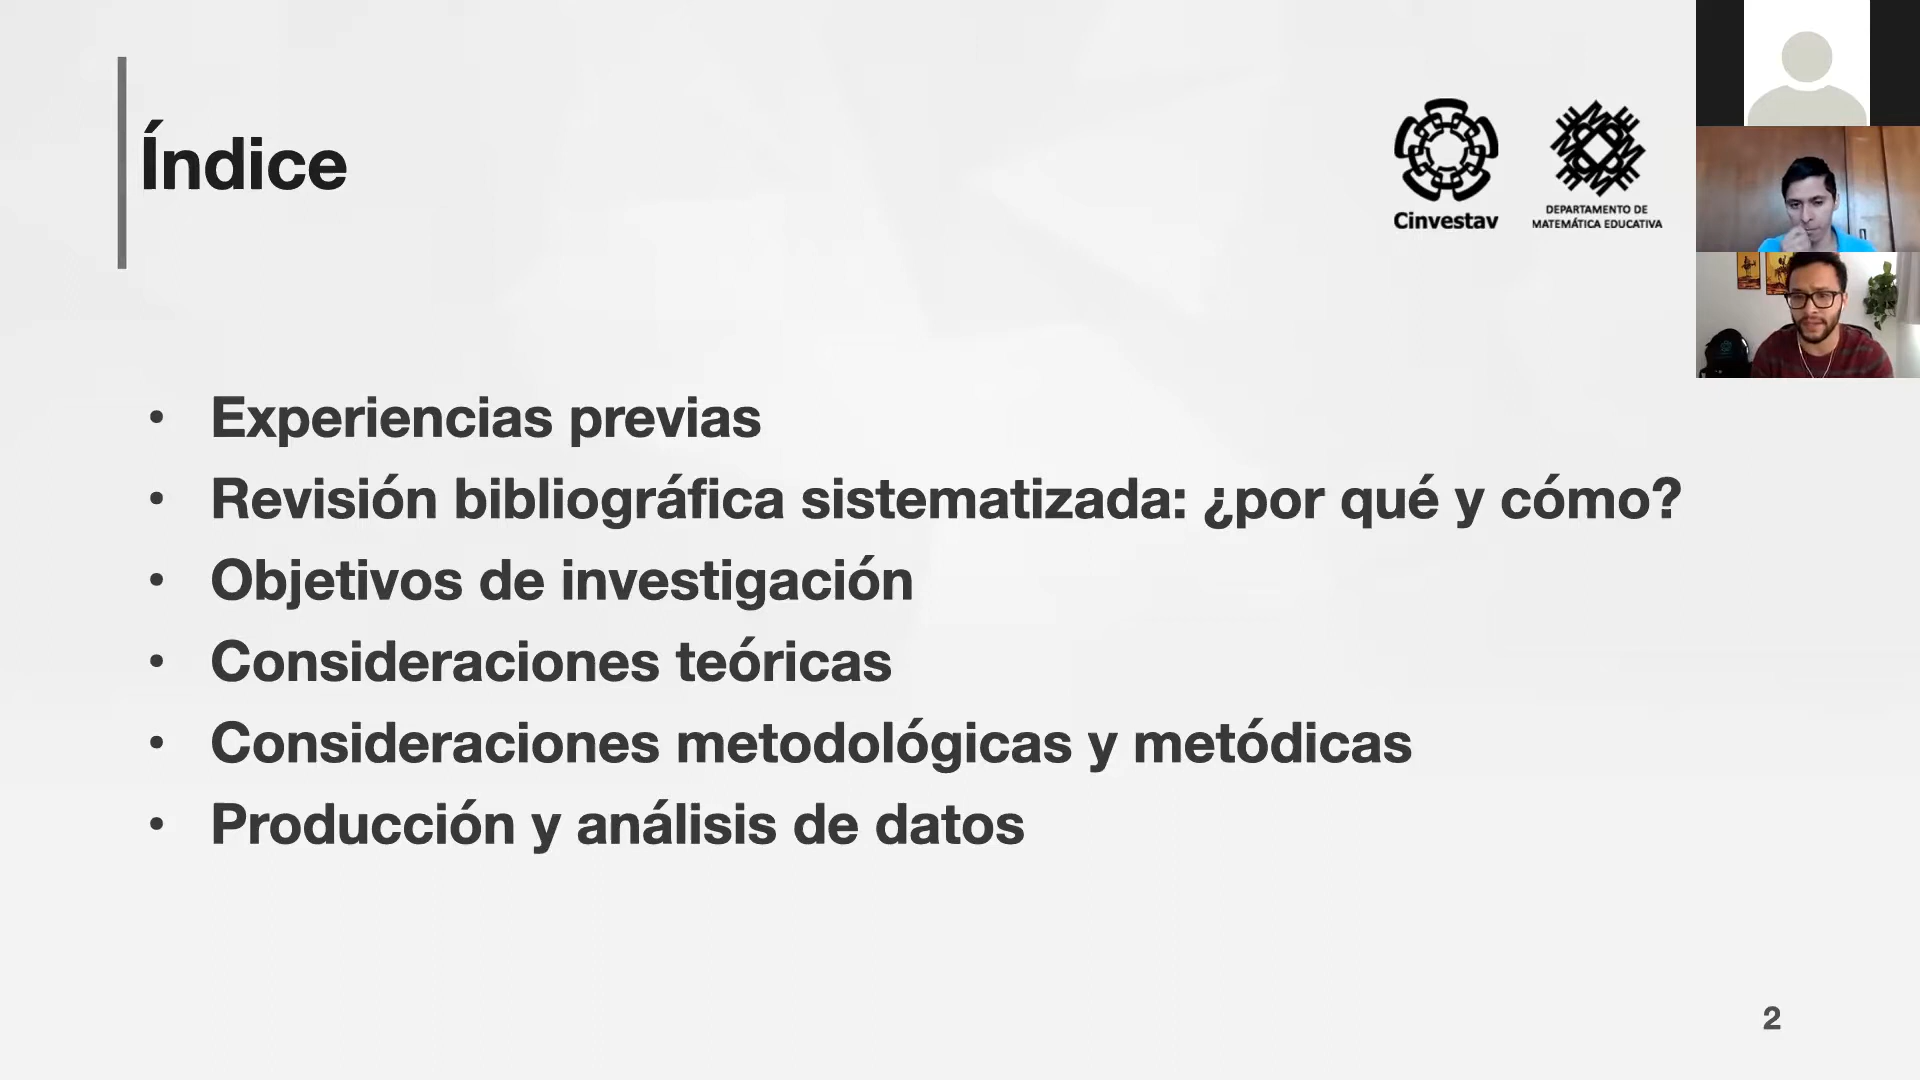 Índice
Cinvestav
DEPARTAMENTO DE
MATEMÁTICA EDUCATIVA
• Experiencias previas
• Revisión bibliográfica sistematizada: ¿por qué y cómo?
• Objetivos de investigación
• Consideraciones teóricas
• Consideraciones metodológicas y metódicas
• Producción y análisis de datos
2